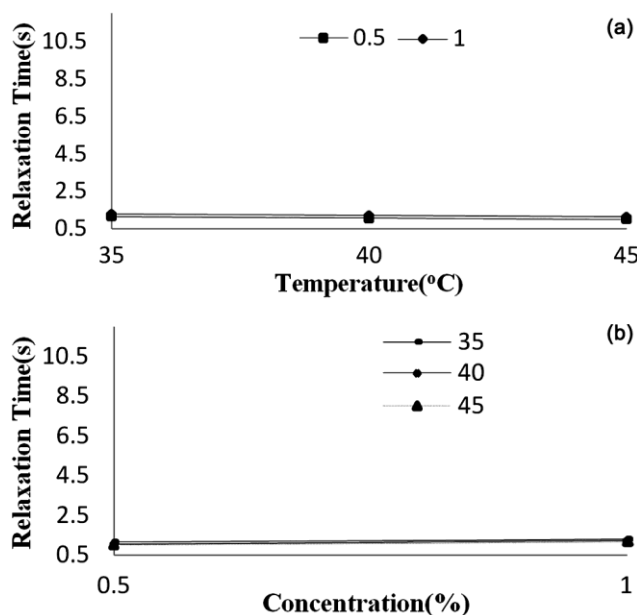 (a)
0.5 1
10.5
8.5
6.5
4.5
2.5
0.5
Relaxation Time(s)
35 40 45
Temperature(ᵒC)
(b)
35
40
45
10.5
8.5
6.5
4.5
2.5
0.5
Relaxation Time(s)
0.5 1
Concentration(%)